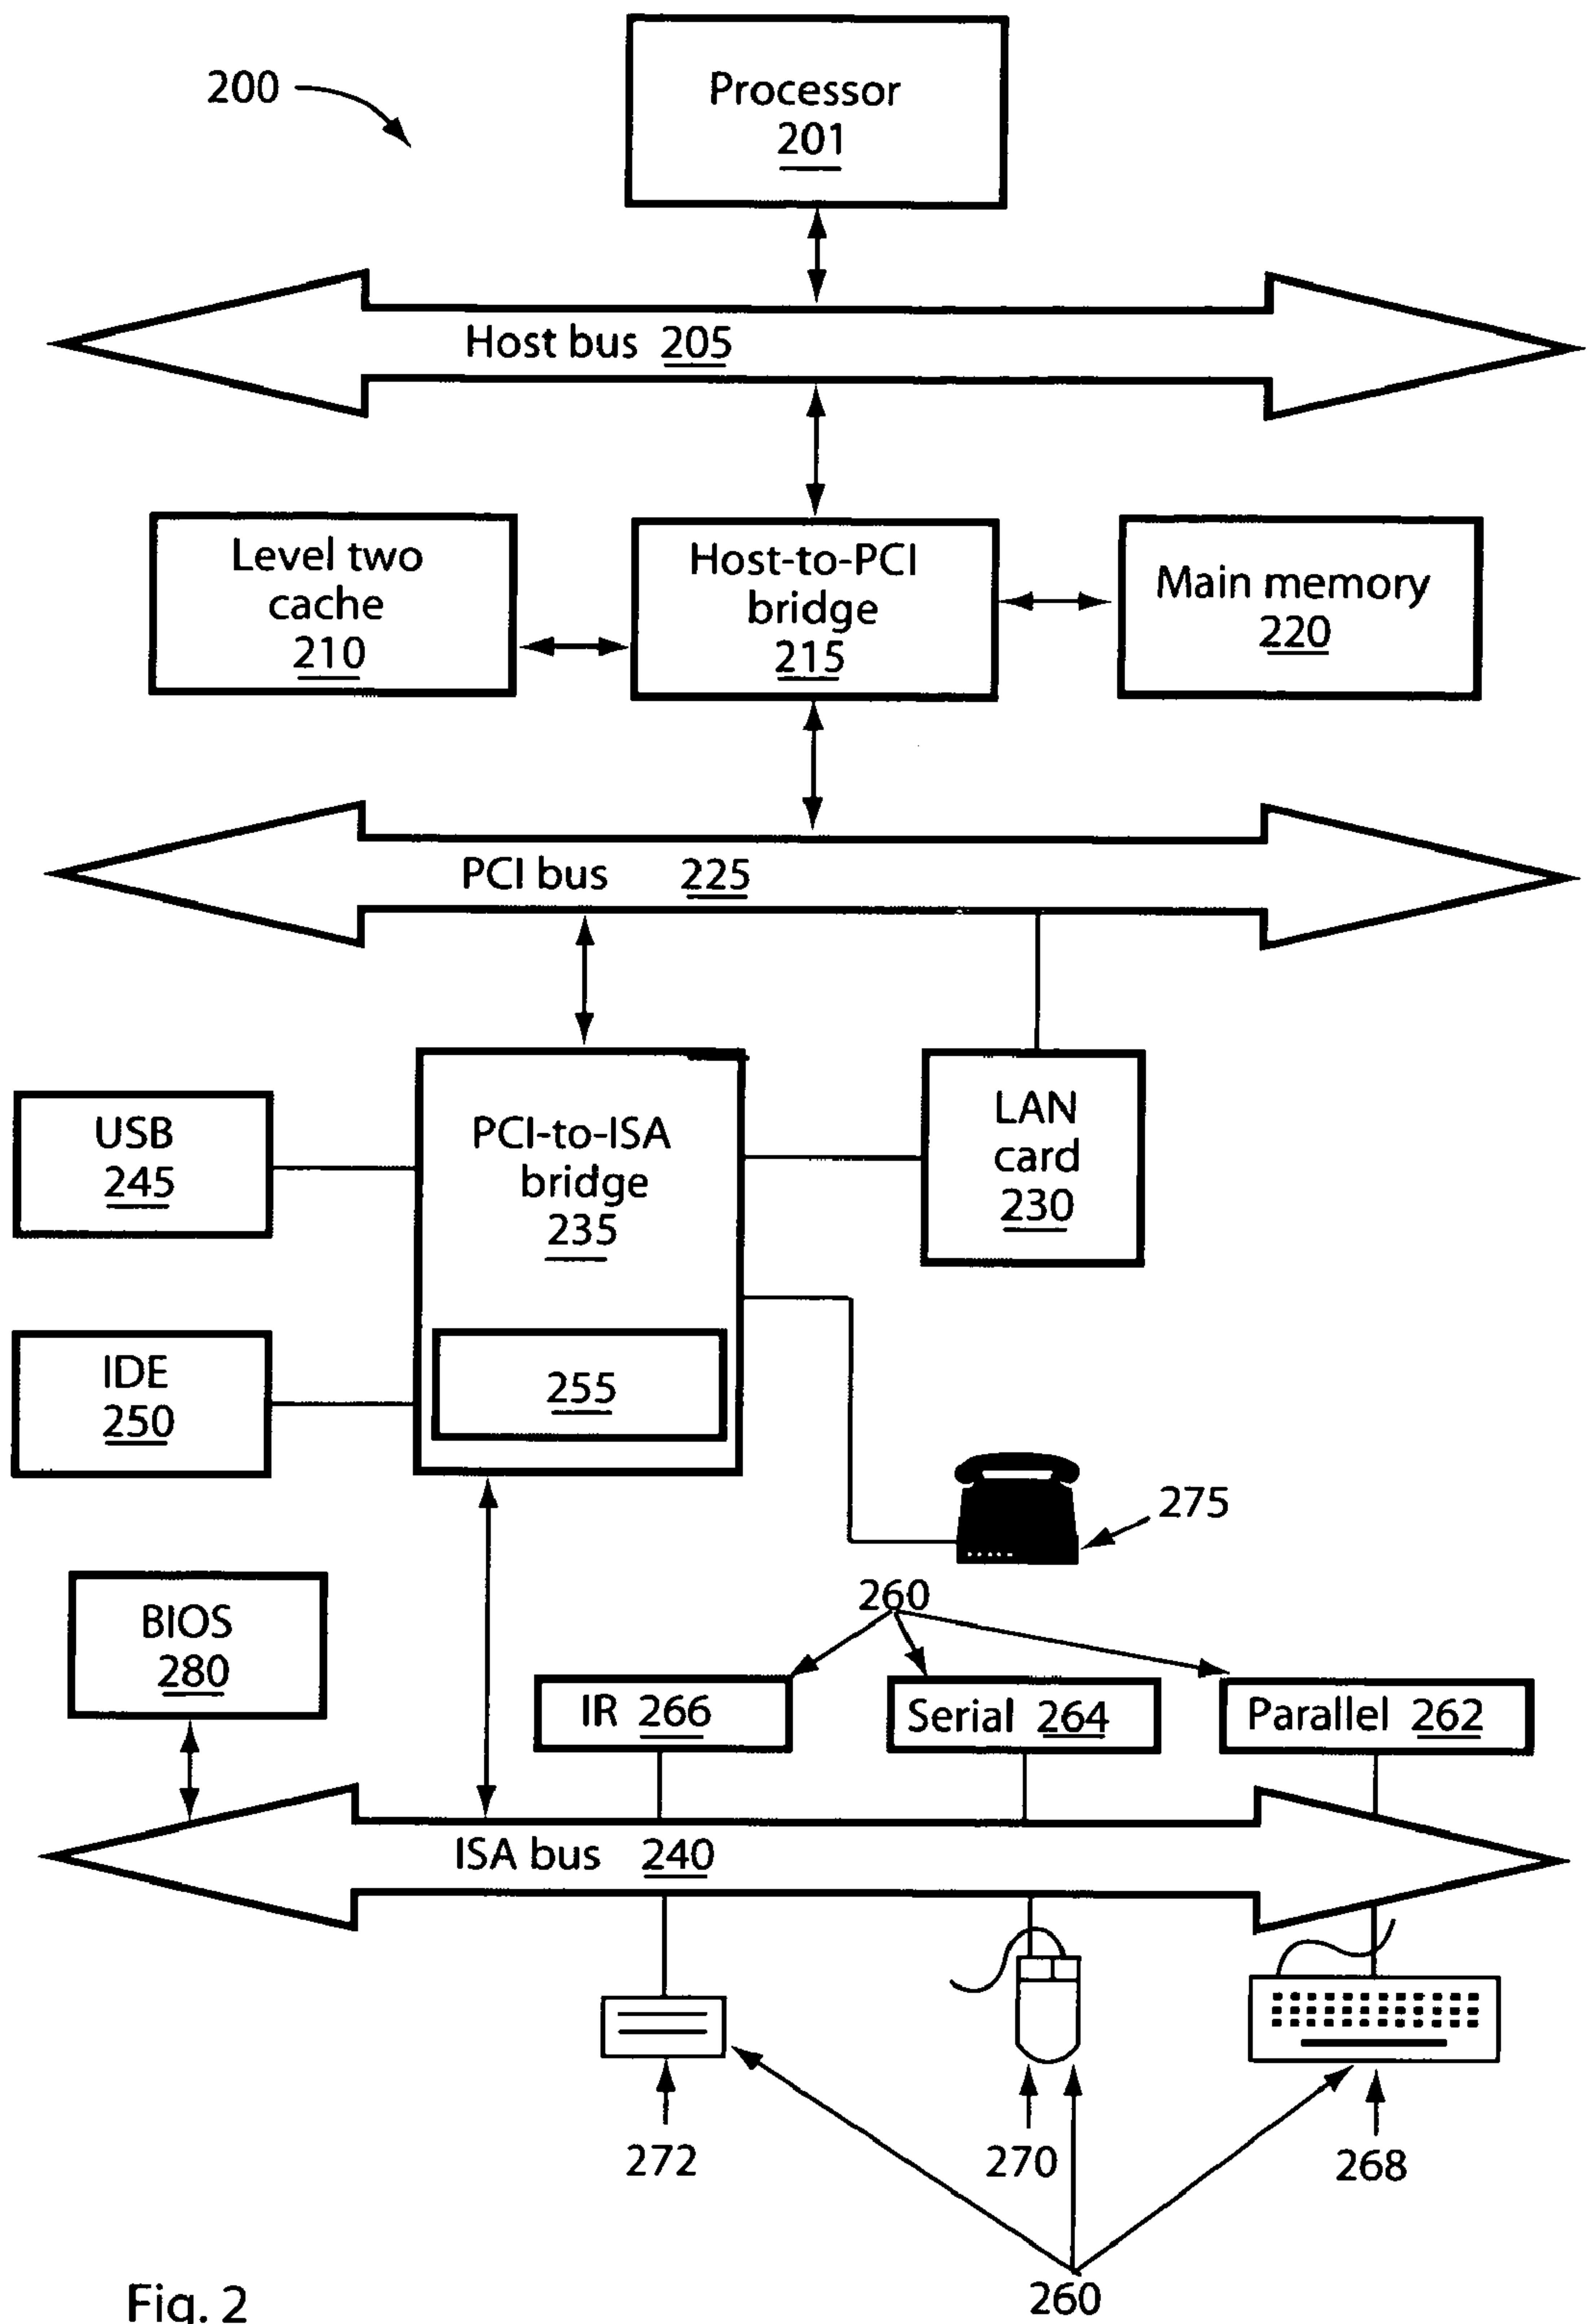 200
Processor
201
Host bus 205
Level two
cache
210
Host-to-PCI
bridge
215
Main memory
220
PCI bus 225
USB
245
PCI-to-ISA
bridge
235
LAN
card
230
IDE
250
255
275
BIOS
280
260
IR 266
Serial 264
Parallel 262
ISA bus 240
272
270
268
260
Fig. 2